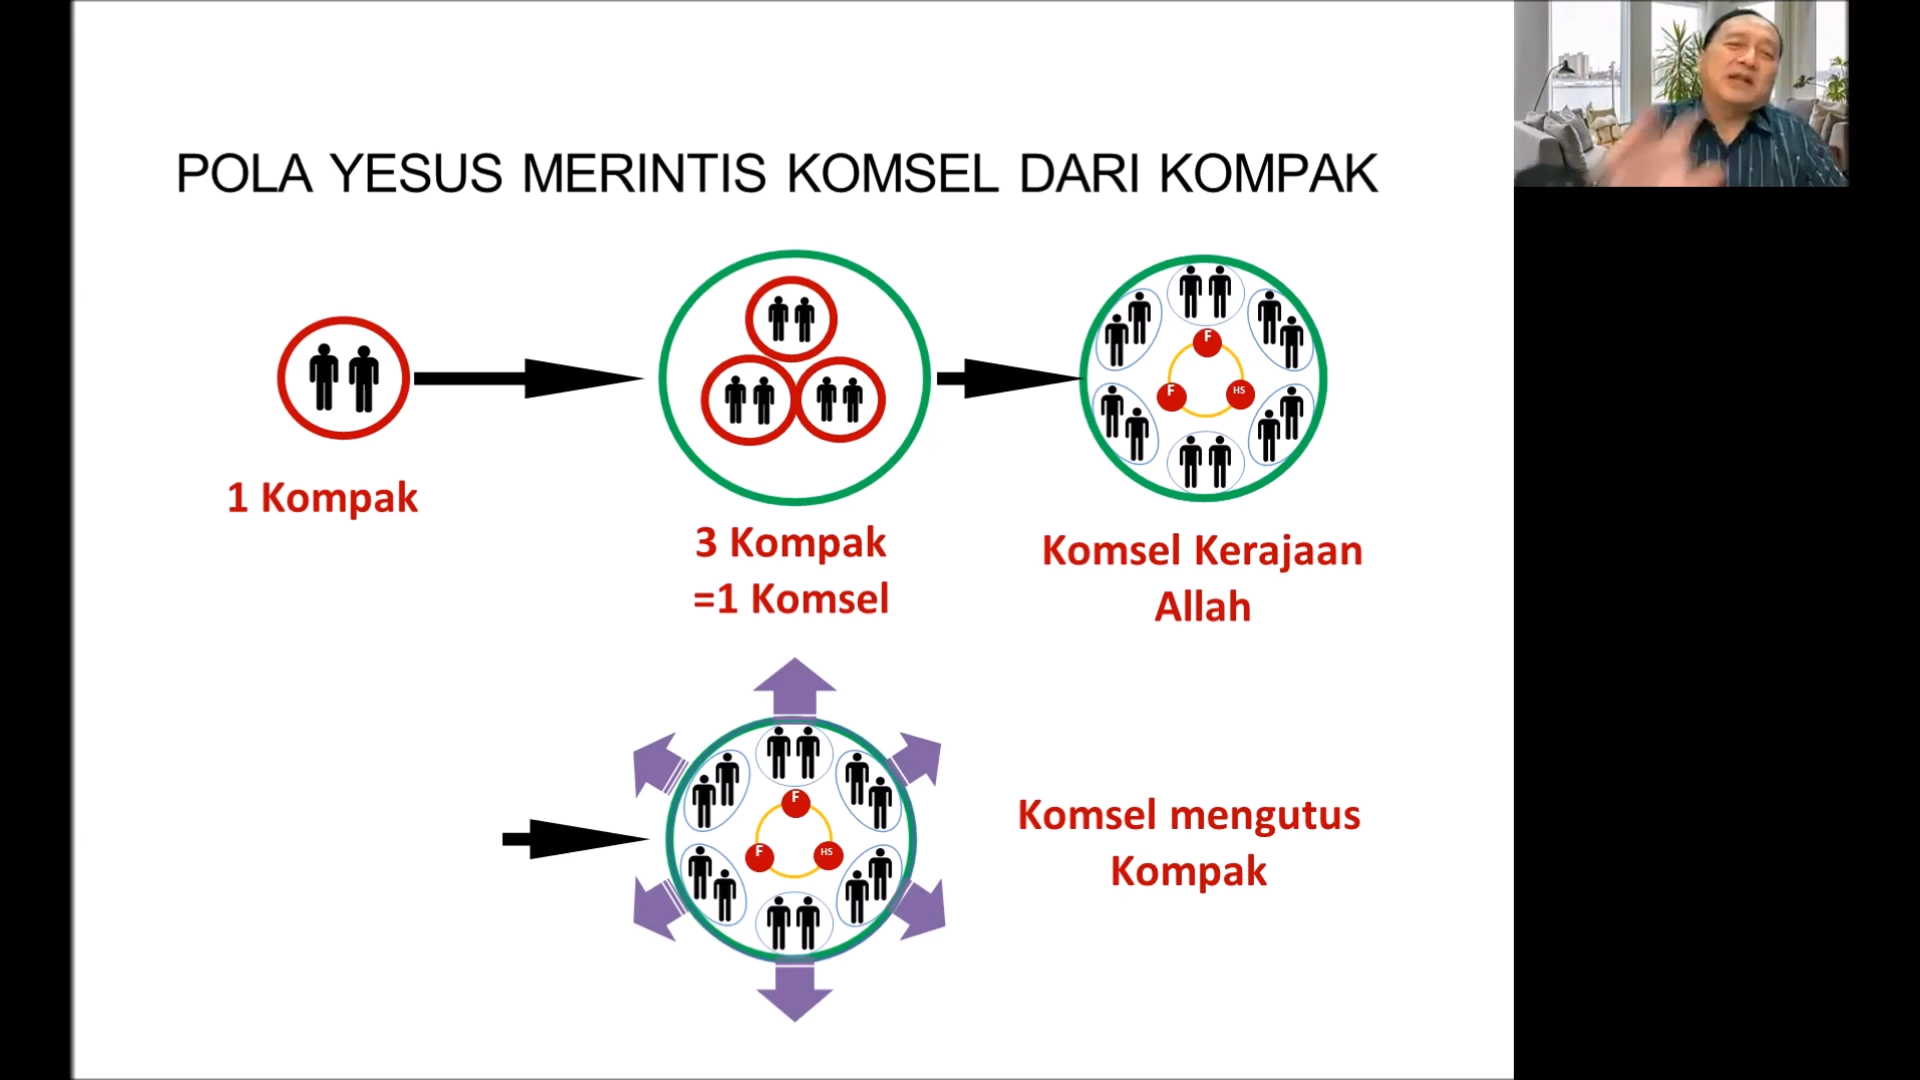 POLA YESUS MERINTIS KOMSEL DARI KOMPAK
1 Kompak
3 Kompak
=1 Komsel
F
F
HS
Komsel Kerajaan
Allah
F
F
HS
Komsel mengutus
Kompak